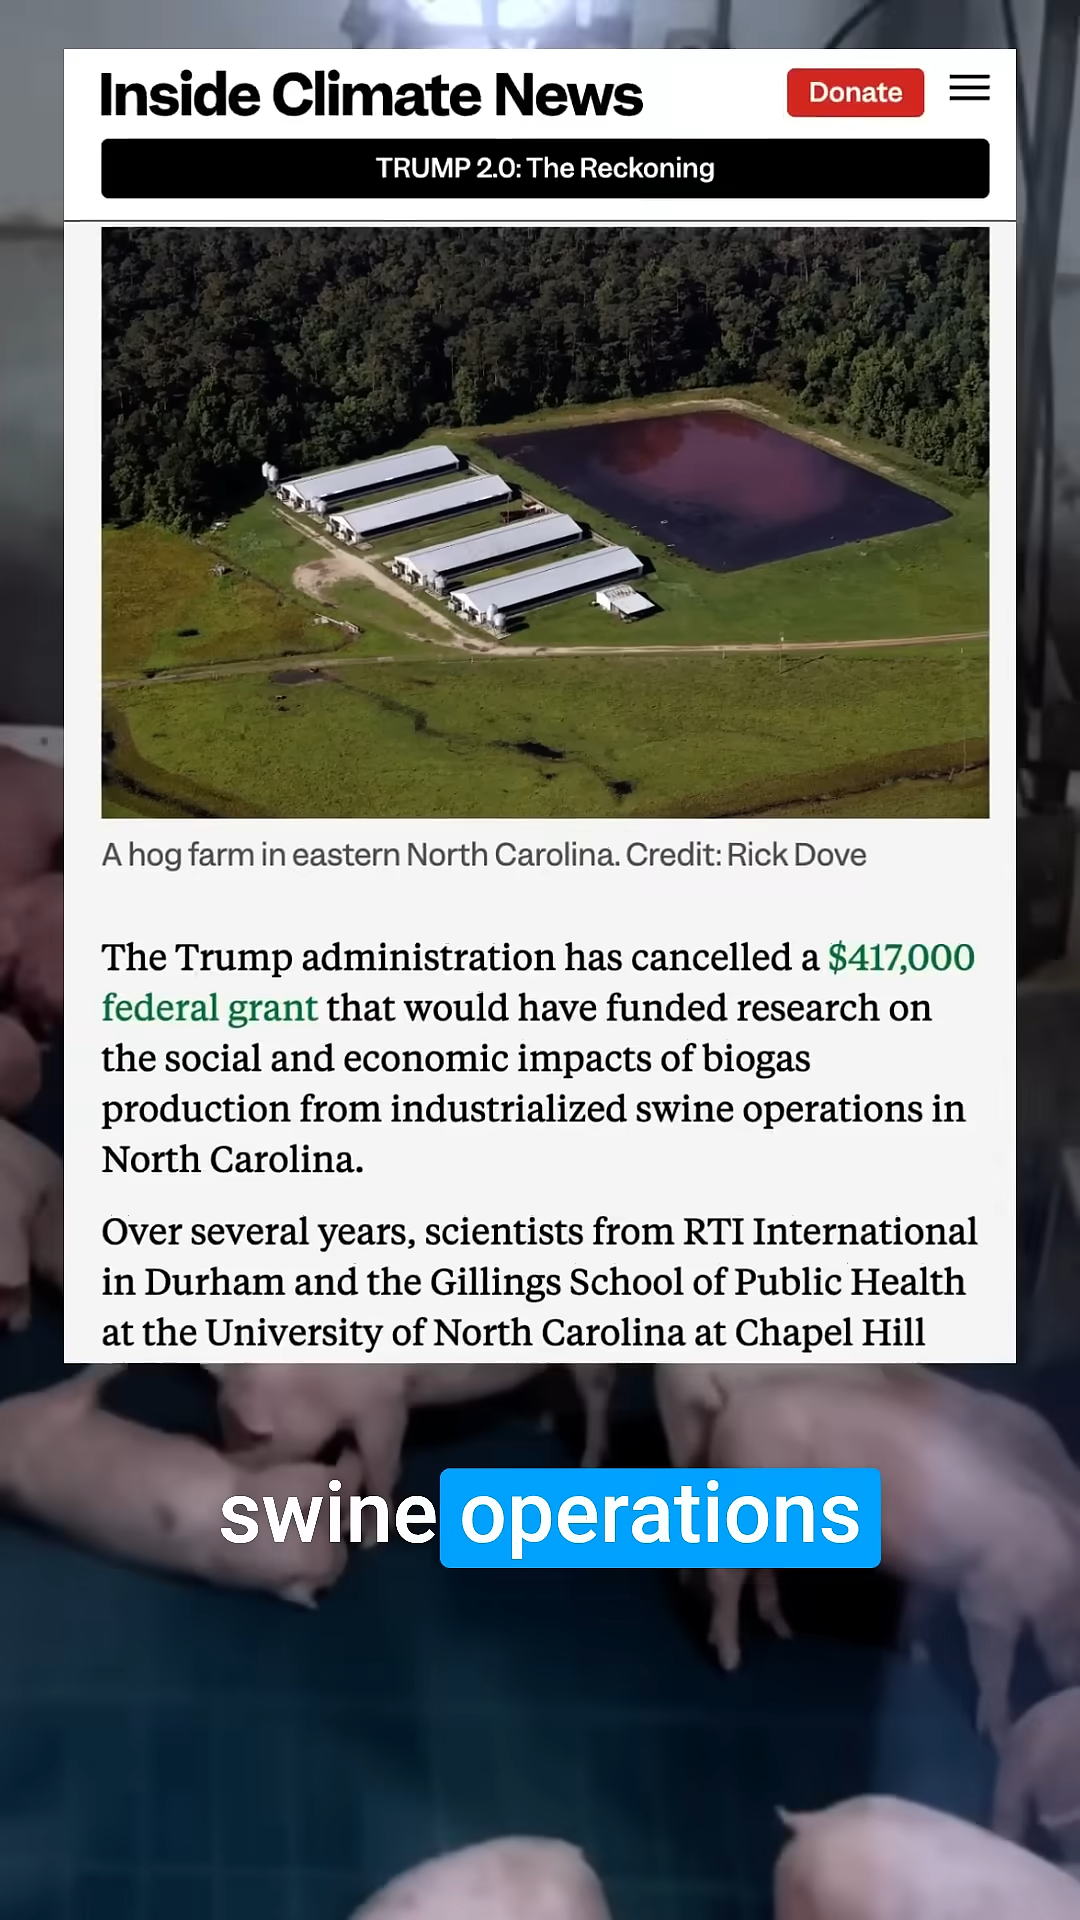 Inside Climate News
Donate
TRUMP 2.0: The Reckoning
A hog farm in eastern North Carolina. Credit: Rick Dove
The Trump administration has cancelled a $417,000
federal grant that would have funded research on
the social and economic impacts of biogas
production from industrialized swine operations in
North Carolina.
Over several years, scientists from RTI International
in Durham and the Gillings School of Public Health
at the University of North Carolina at Chapel Hill
swine operations